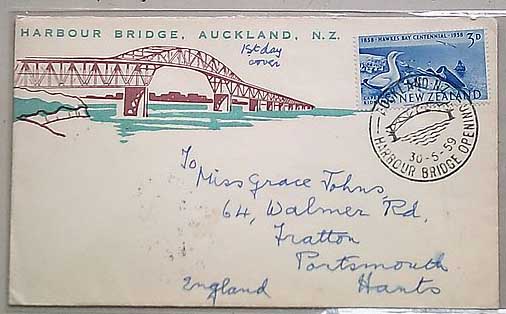 HARBOUR BRIDGE, AUCKLAND, N.Z.
1st day
cover
1858 - HAWKES BAY CENTENNIAL - 1958
3D
NEW ZEALAND
AUCKLAND. N.Z.
30-5-59
HARBOUR BRIDGE OPENING
To
Miss Grace Johns,
64, Walmer Rd,
Fratton
Portsmouth
England Hants